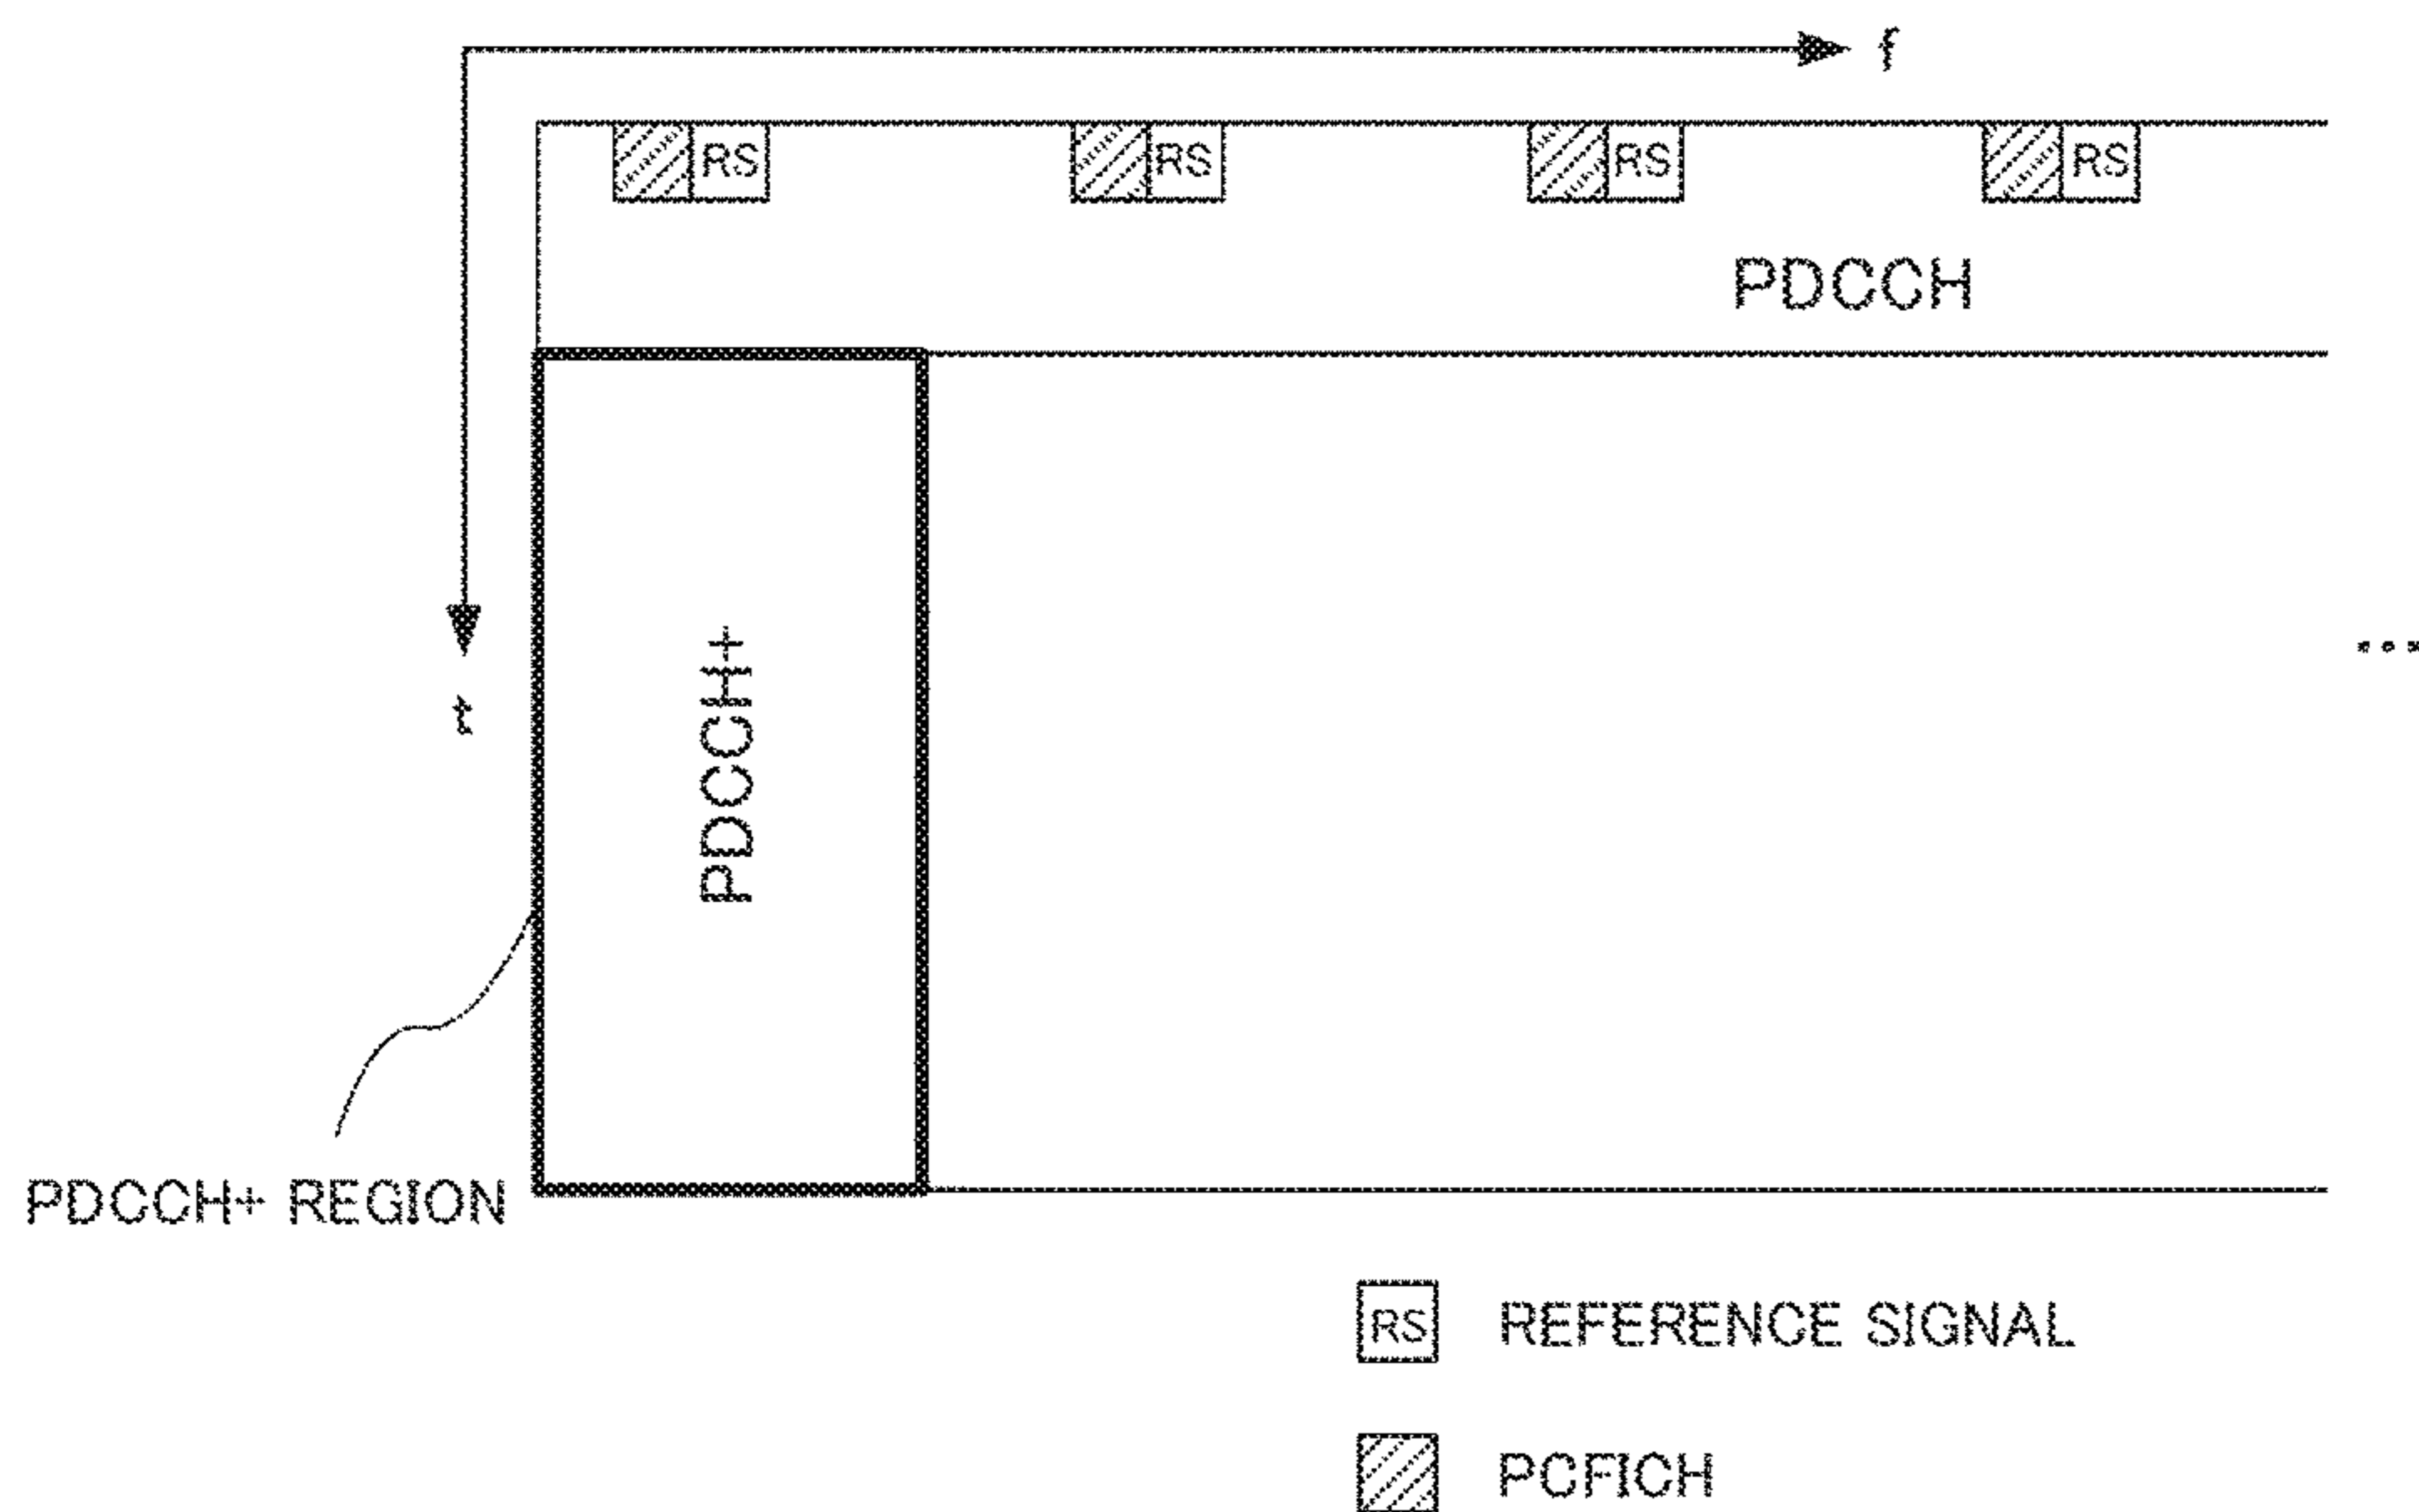 f
RS RS RS RS
PDCCH
t
PDCCH+
...
PDCCH+ REGION
RS REFERENCE SIGNAL
PCFICH